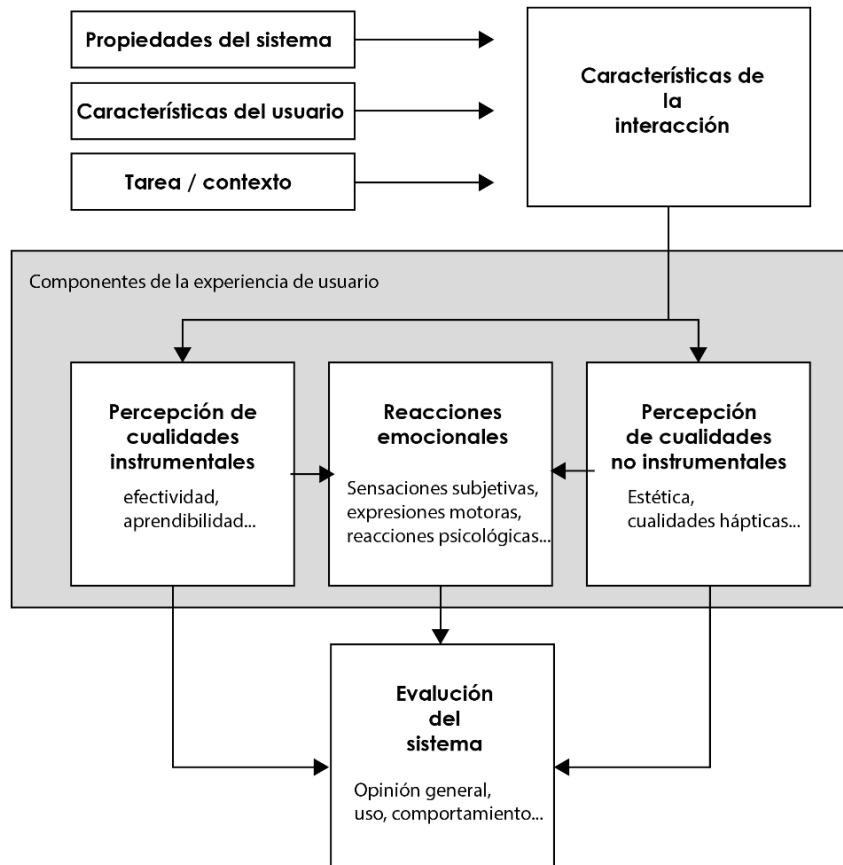 Propiedades del sistema
Características del usuario
Tarea / contexto
Características de
la
interacción
Componentes de la experiencia de usuario
Percepción de
cualidades
instrumentales
efectividad,
aprendibilidad...
Reacciones
emocionales
Sensaciones subjetivas,
expresiones motoras,
reacciones psicológicas...
Percepción
de cualidades
no instrumentales
Estética,
cualidades hápticas...
Evalución
del
sistema
Opinión general,
uso, comportamiento...